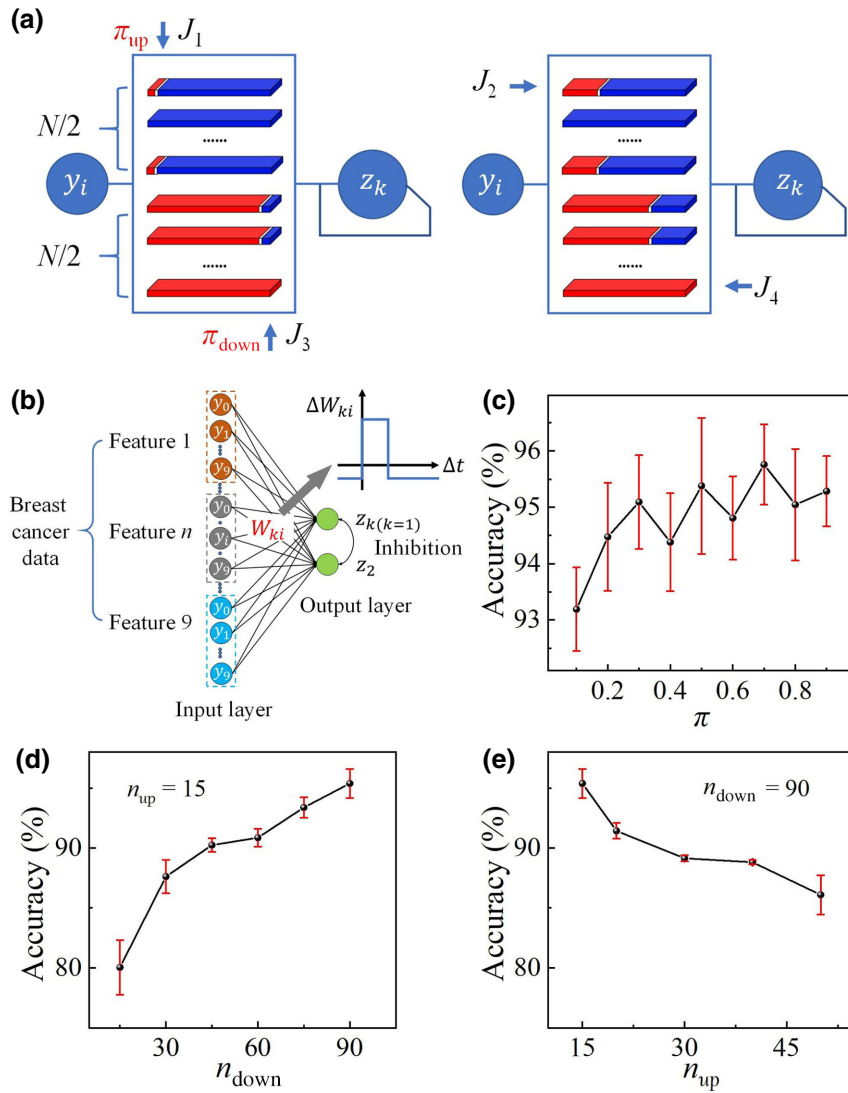 (a)
π_up J_1
N/2
......
y_i
z_k
N/2
......
π_down J_3
J_2
......
y_i
z_k
......
J_4
(b)
Breast
cancer
data
Feature 1
Feature n
Feature 9
y_0
y_1
y_9
y_0
y_i
y_9
y_0
y_1
y_9
Input layer
W_ki
ΔW_ki
Δt
z_k(k=1)
Inhibition
z_2
Output layer
(c)
Accuracy (%)
96
95
94
93
0.2 0.4 0.6 0.8
π
(d)
n_up = 15
Accuracy (%)
90
80
30 60 90
n_down
(e)
n_down = 90
Accuracy (%)
90
80
15 30 45
n_up